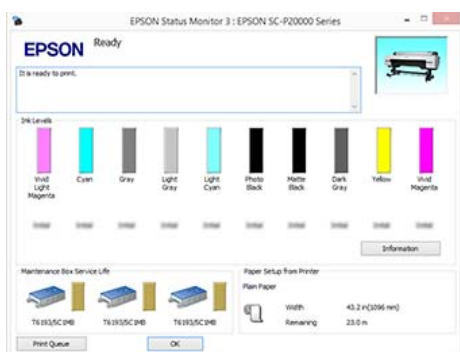 EPSON Status Monitor 3 : EPSON SC-P20000 Series
EPSON
Ready
It is ready to print.
Ink Levels
Vivid Light Magenta
Cyan
Gray
Light Gray
Light Cyan
Photo Black
Matte Black
Dark Gray
Yellow
Vivid Magenta
Information
Maintenance Box Service Life
T6193/SC1MB
T6193/SC1MB
T6193/SC1MB
Paper Setup from Printer
Plain Paper
Width 43.2 in(1096 mm)
Remaining 23.0 m
Print Queue
OK